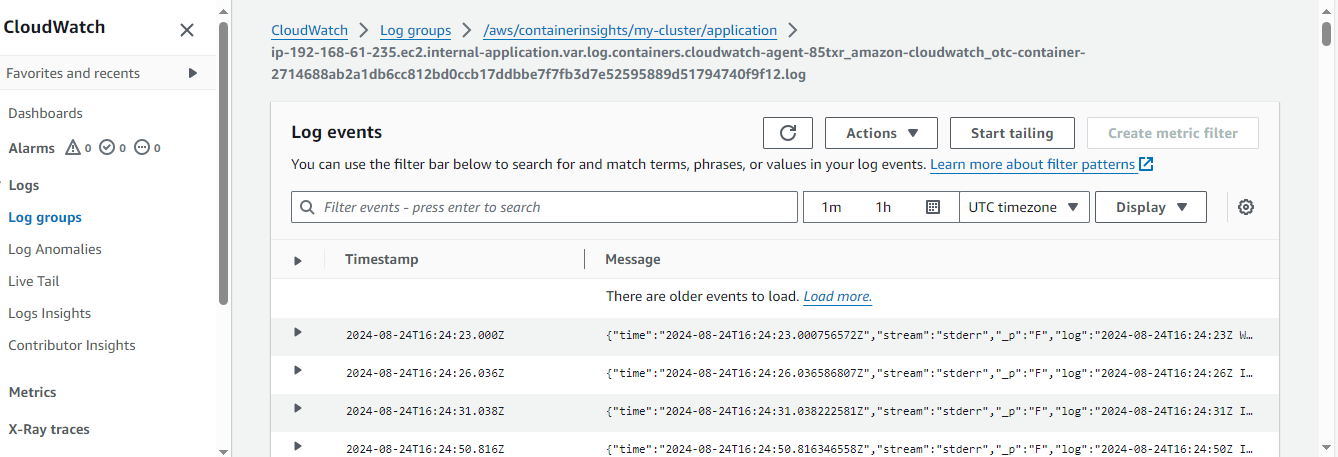 CloudWatch
Favorites and recents
Dashboards
Alarms 0 0 0
Logs
Log groups
Log Anomalies
Live Tail
Logs Insights
Contributor Insights
Metrics
X-Ray traces
CloudWatch > Log groups > /aws/containerinsights/my-cluster/application >
ip-192-168-61-235.ec2.internal-application.var.log.containers.cloudwatch-agent-85txr_amazon-cloudwatch_otc-container-
2714688ab2a1db6cc812bd0ccb17ddbbe7f7fb3d7e52595889d51794740f9f12.log
Log events
Actions
Start tailing
Create metric filter
You can use the filter bar below to search for and match terms, phrases, or values in your log events. Learn more about filter patterns
Filter events - press enter to search
1m 1h
UTC timezone
Display
Timestamp Message
There are older events to load. Load more.
2024-08-24T16:24:23.000Z {"time":"2024-08-24T16:24:23.000756572Z","stream":"stderr","_p":"F","log":"2024-08-24T16:24:23Z W…
2024-08-24T16:24:26.036Z {"time":"2024-08-24T16:24:26.036586807Z","stream":"stderr","_p":"F","log":"2024-08-24T16:24:26Z I…
2024-08-24T16:24:31.038Z {"time":"2024-08-24T16:24:31.038222581Z","stream":"stderr","_p":"F","log":"2024-08-24T16:24:31Z I…
2024-08-24T16:24:50.816Z {"time":"2024-08-24T16:24:50.816346558Z","stream":"stderr","_p":"F","log":"2024-08-24T16:24:50Z I…